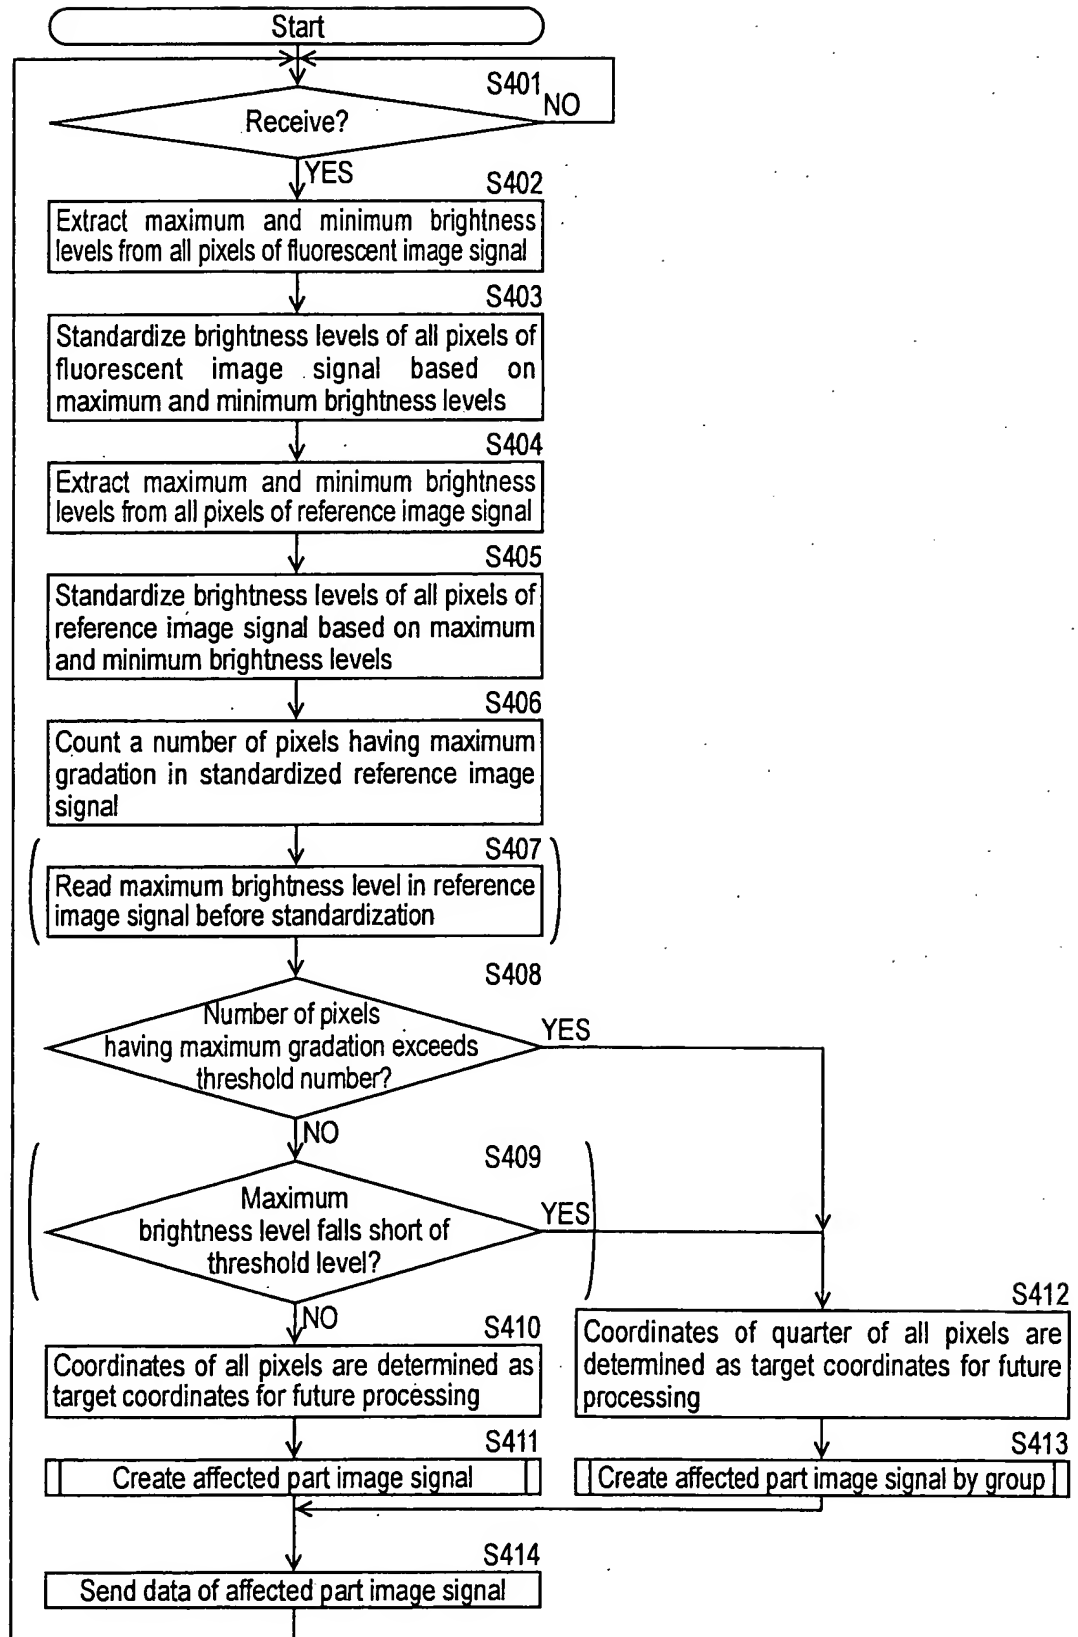 Start
S401
NO
Receive?
YES
S402
Extract maximum and minimum brightness
levels from all pixels of fluorescent image signal
S403
Standardize brightness levels of all pixels of
fluorescent image signal based on
maximum and minimum brightness levels
S404
Extract maximum and minimum brightness
levels from all pixels of reference image signal
S405
Standardize brightness levels of all pixels of
reference image signal based on maximum
and minimum brightness levels
S406
Count a number of pixels having maximum
gradation in standardized reference image
signal
S407
Read maximum brightness level in reference
image signal before standardization
S408
Number of pixels
having maximum gradation exceeds
threshold number?
YES
NO
S409
Maximum
brightness level falls short of
threshold level?
YES
NO
S410
Coordinates of all pixels are determined as
target coordinates for future processing
S412
Coordinates of quarter of all pixels are
determined as target coordinates for future
processing
S411
Create affected part image signal
S413
Create affected part image signal by group
S414
Send data of affected part image signal